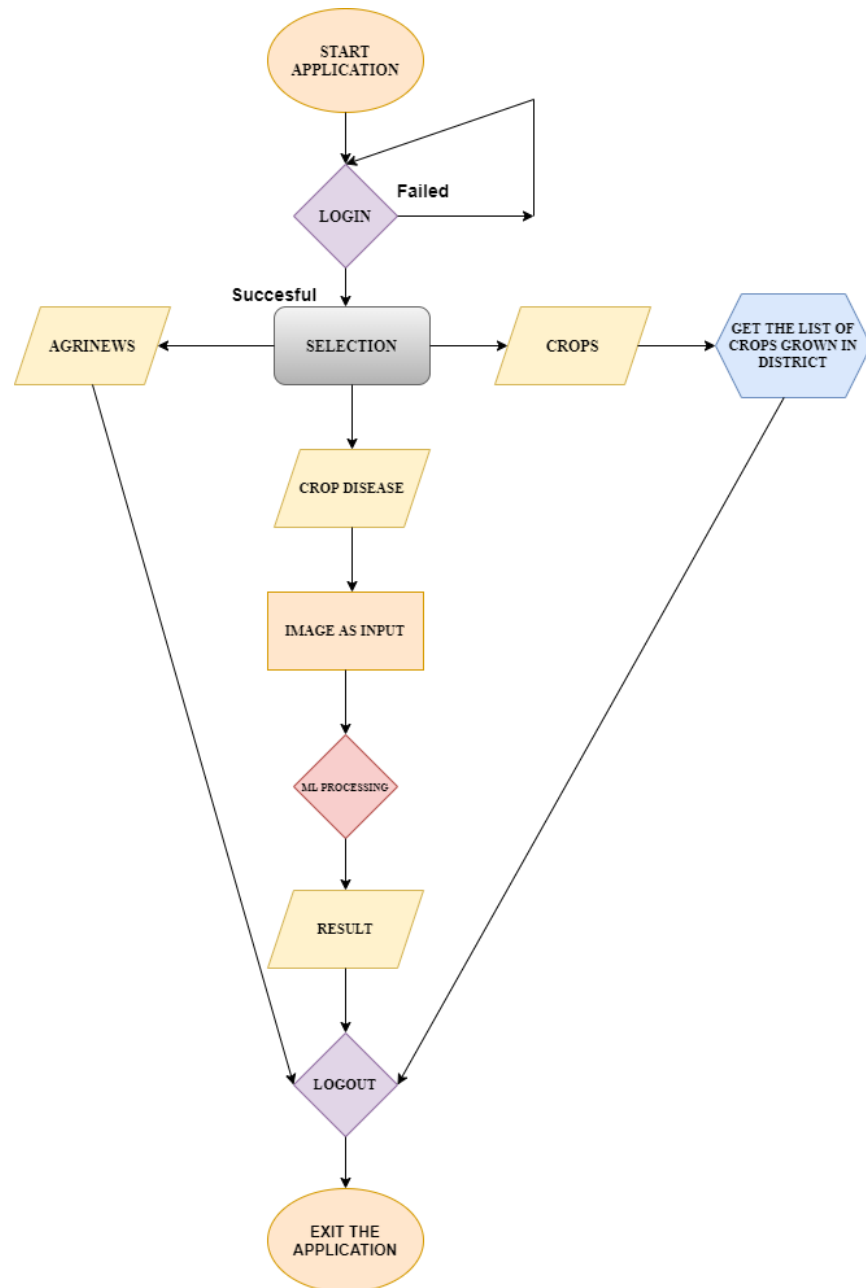 START
APPLICATION
Failed
LOGIN
Succesful
AGRINEWS
SELECTION
CROPS
GET THE LIST OF
CROPS GROWN IN
DISTRICT
CROP DISEASE
IMAGE AS INPUT
ML PROCESSING
RESULT
LOGOUT
EXIT THE
APPLICATION